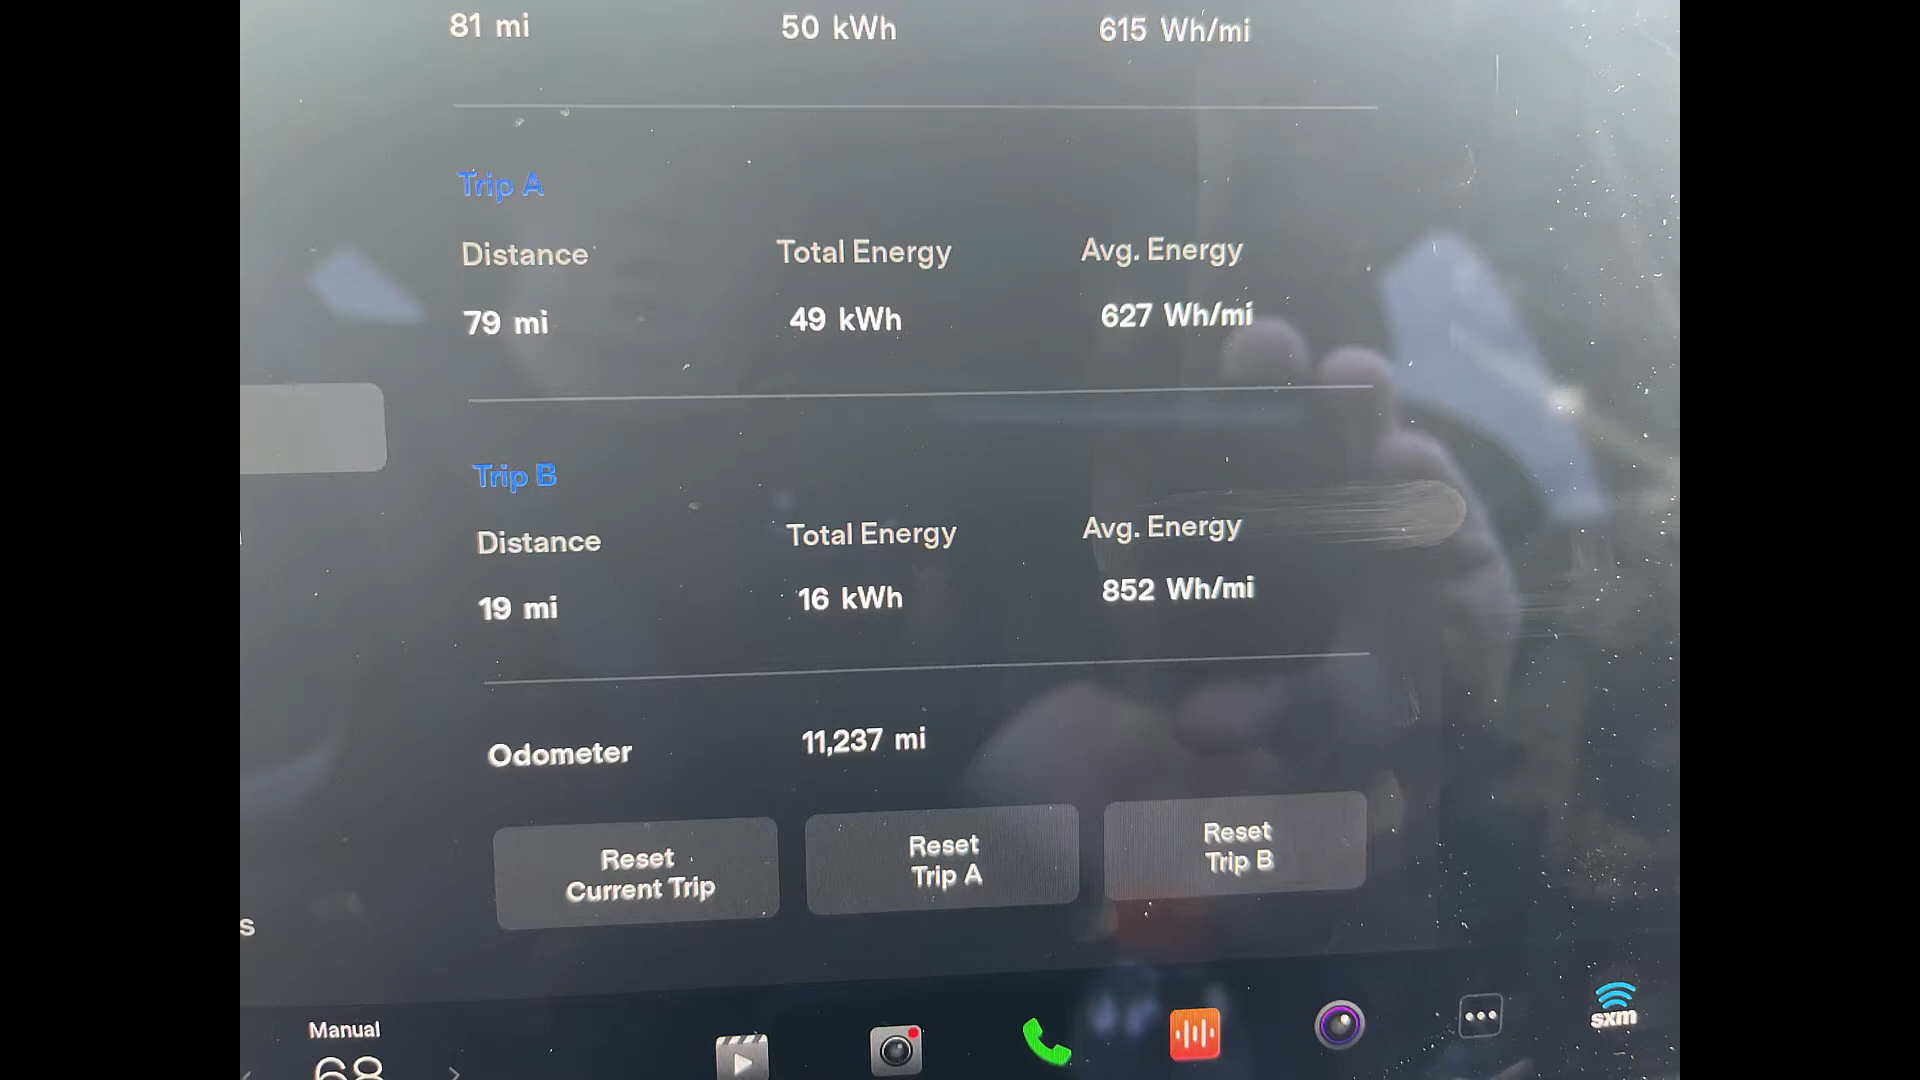 81 mi 50 kWh 615 Wh/mi
Trip A
Distance Total Energy Avg. Energy
79 mi 49 kWh 627 Wh/mi
Trip B
Distance Total Energy Avg. Energy
19 mi 16 kWh 852 Wh/mi
Odometer 11,237 mi
Reset
Current Trip
Reset
Trip A
Reset
Trip B
s
Manual
68
sxm